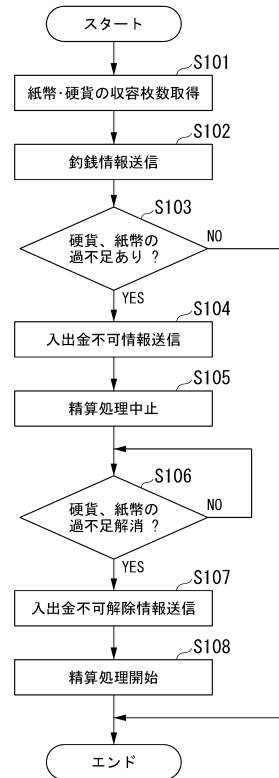 スタート
S101
紙幣・硬貨の収容枚数取得
S102
釣銭情報送信
S103
硬貨、紙幣の
過不足あり ?
NO
YES
S104
入出金不可情報送信
S105
精算処理中止
S106
硬貨、紙幣の
過不足解消 ?
NO
YES
S107
入出金不可解除情報送信
S108
精算処理開始
エンド